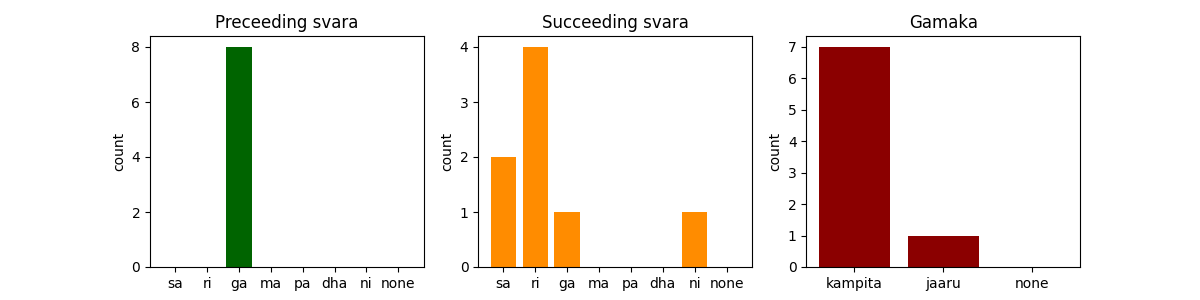 Preceeding svara
count
8
6
4
2
0
sa ri ga ma pa dha ni none
Succeeding svara
count
4
3
2
1
0
sa ri ga ma pa dha ni none
Gamaka
count
7
6
5
4
3
2
1
0
kampita jaaru none